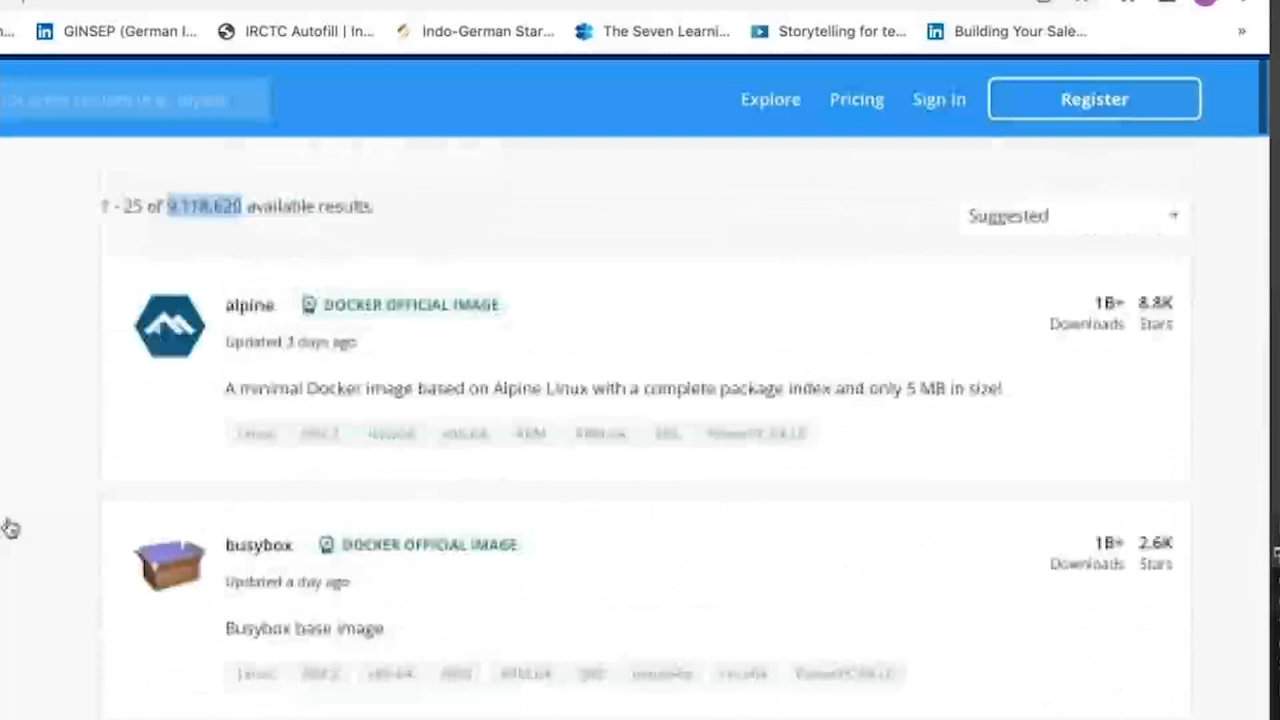 GINSEP (German I...
IRCTC Autofill | In...
Indo-German Star...
The Seven Learni...
Storytelling for te...
Building Your Sale...
»
Explore
Pricing
Sign In
Register
1 - 25 of 9,118,620 available results.
Suggested
alpine
DOCKER OFFICIAL IMAGE
1B+
8.8K
Downloads
Stars
Updated 3 days ago
A minimal Docker image based on Alpine Linux with a complete package index and only 5 MB in size!
busybox
DOCKER OFFICIAL IMAGE
1B+
2.6K
Downloads
Stars
Updated a day ago
Busybox base image.